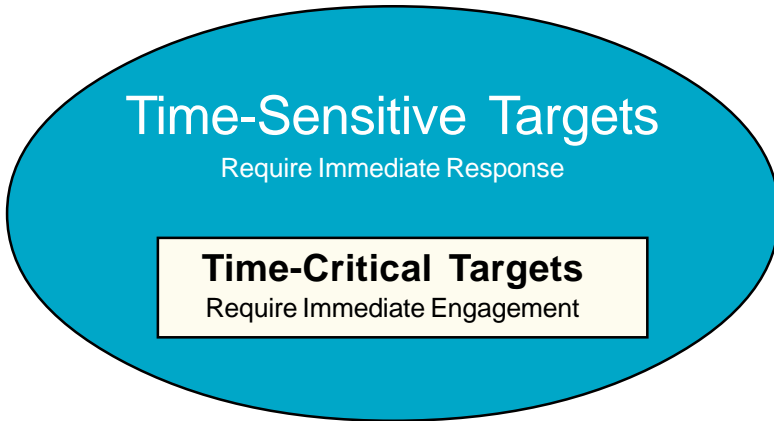 Time-Sensitive Targets
Require Immediate Response
Time-Critical Targets
Require Immediate Engagement